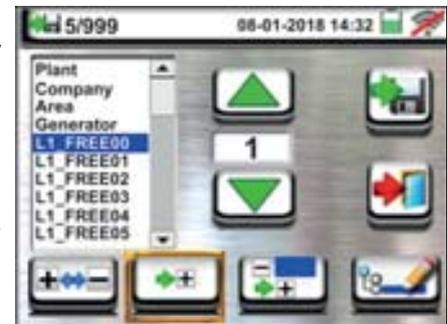 5/999 08-01-2018 14:32
Plant
Company
Area
Generator
L1_FREE00
L1_FREE01
L1_FREE02
L1_FREE03
L1_FREE04
L1_FREE05
1